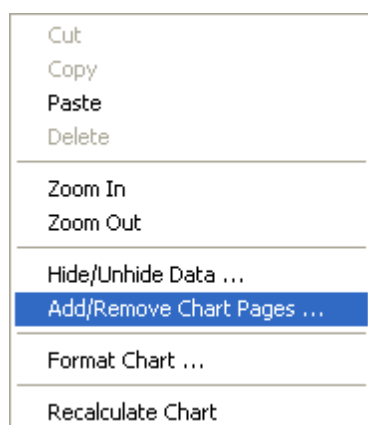 Cut
Copy
Paste
Delete
Zoom In
Zoom Out
Hide/Unhide Data ...
Add/Remove Chart Pages ...
Format Chart ...
Recalculate Chart